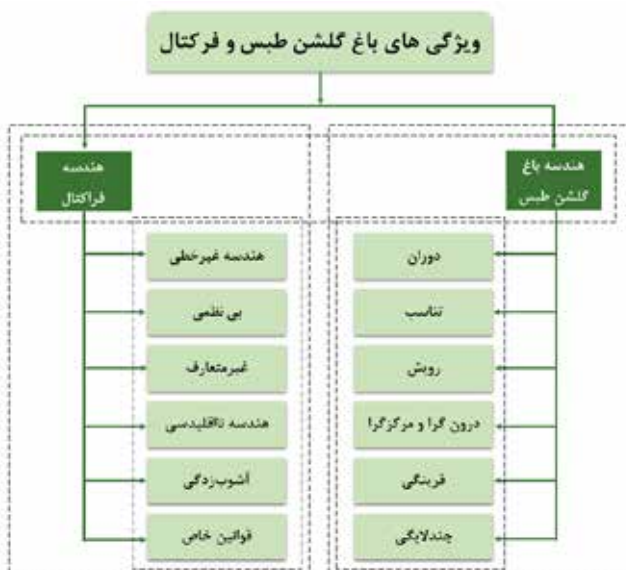 ویژگی های باغ گلشن طبس و فرکتال
هندسه باغ
گلشن طبس
دوران
تناسب
رویش
درون گرا و مرکزگرا
قرینگی
چندلایگی
هندسه
فراکتال
هندسه غیرخطی
بی نظمی
غیرمتعارف
هندسه نااقلیدسی
آشوب‌زدگی
قوانین خاص